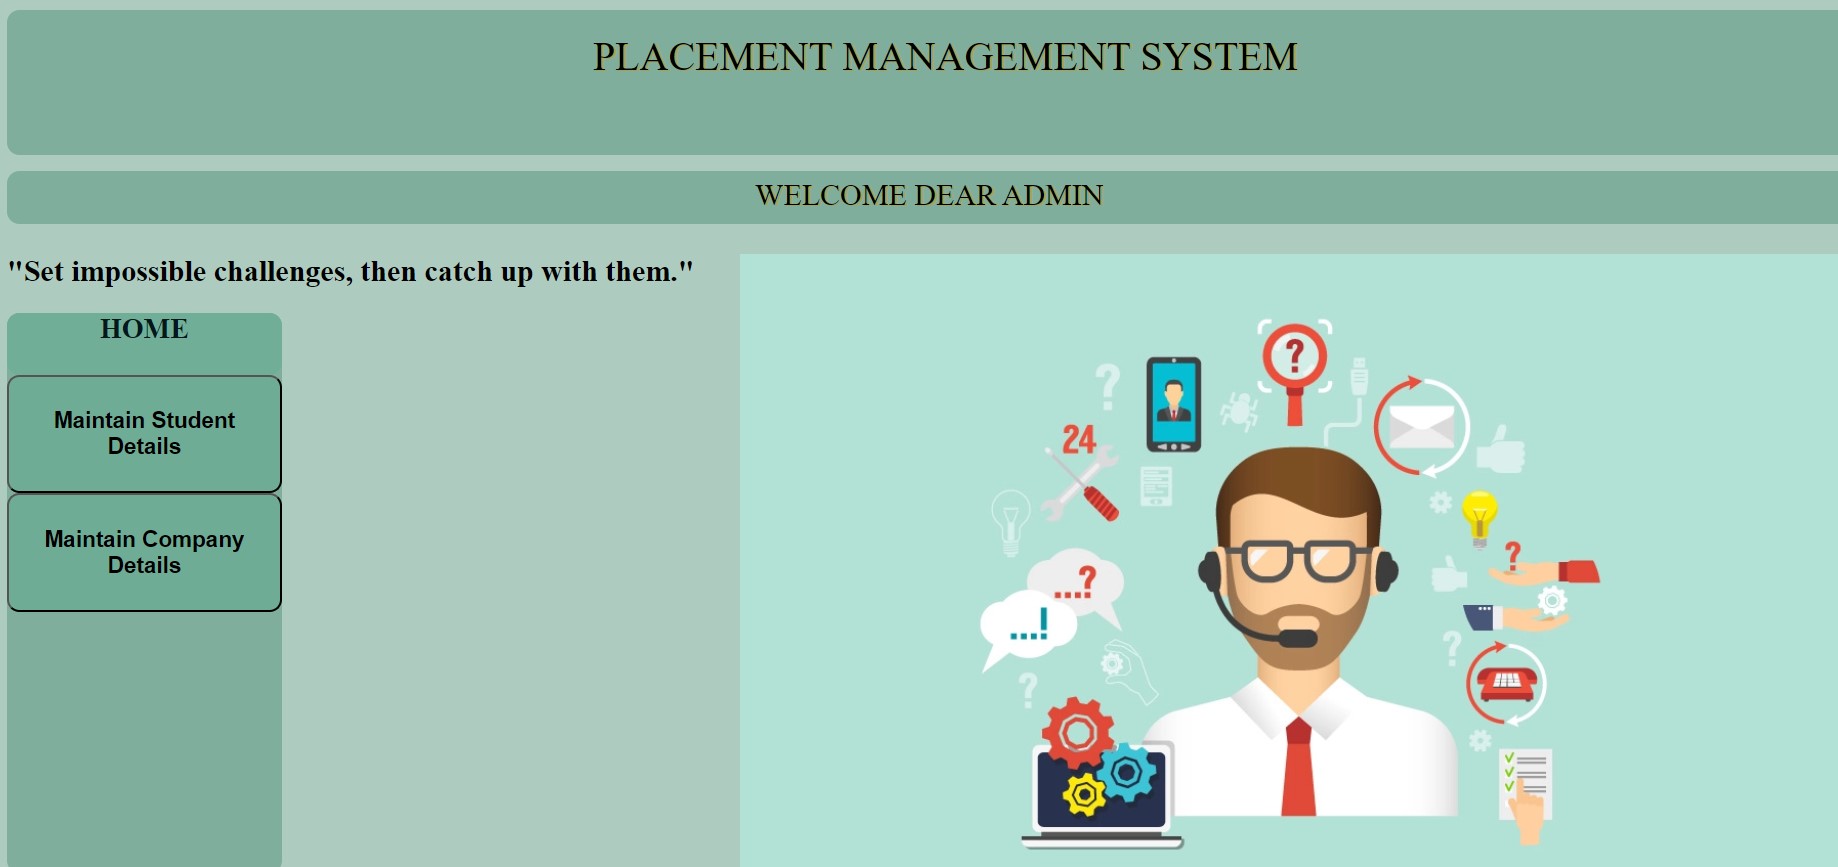 PLACEMENT MANAGEMENT SYSTEM
WELCOME DEAR ADMIN
"Set impossible challenges, then catch up with them."
HOME
Maintain Student
Details
Maintain Company
Details
?
?
24
...?
...!
?
?
?